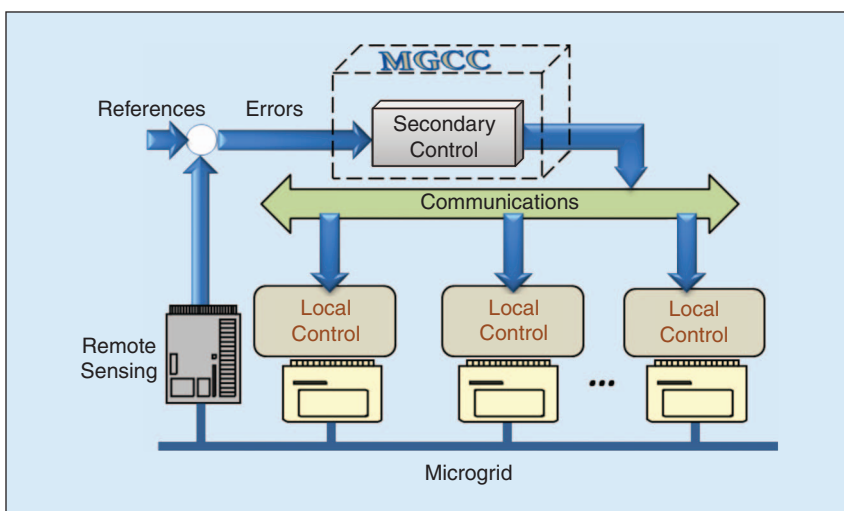 MGCC
References
Errors
Secondary
Control
Communications
Local
Control
Local
Control
Local
Control
Remote
Sensing
...
Microgrid